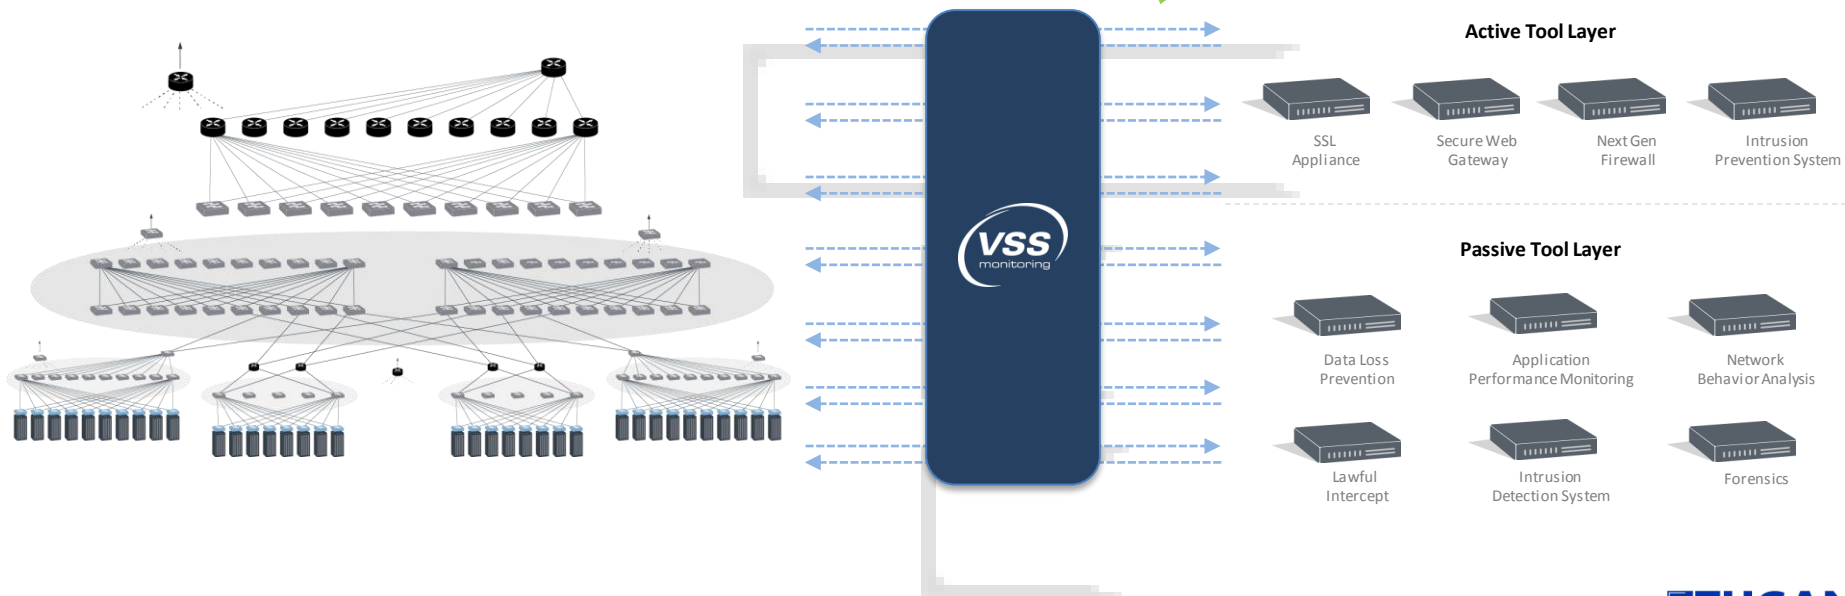 VSS
monitoring
Active Tool Layer
SSL
Appliance
Secure Web
Gateway
Next Gen
Firewall
Intrusion
Prevention System
Passive Tool Layer
Data Loss
Prevention
Application
Performance Monitoring
Network
Behavior Analysis
Lawful
Intercept
Intrusion
Detection System
Forensics